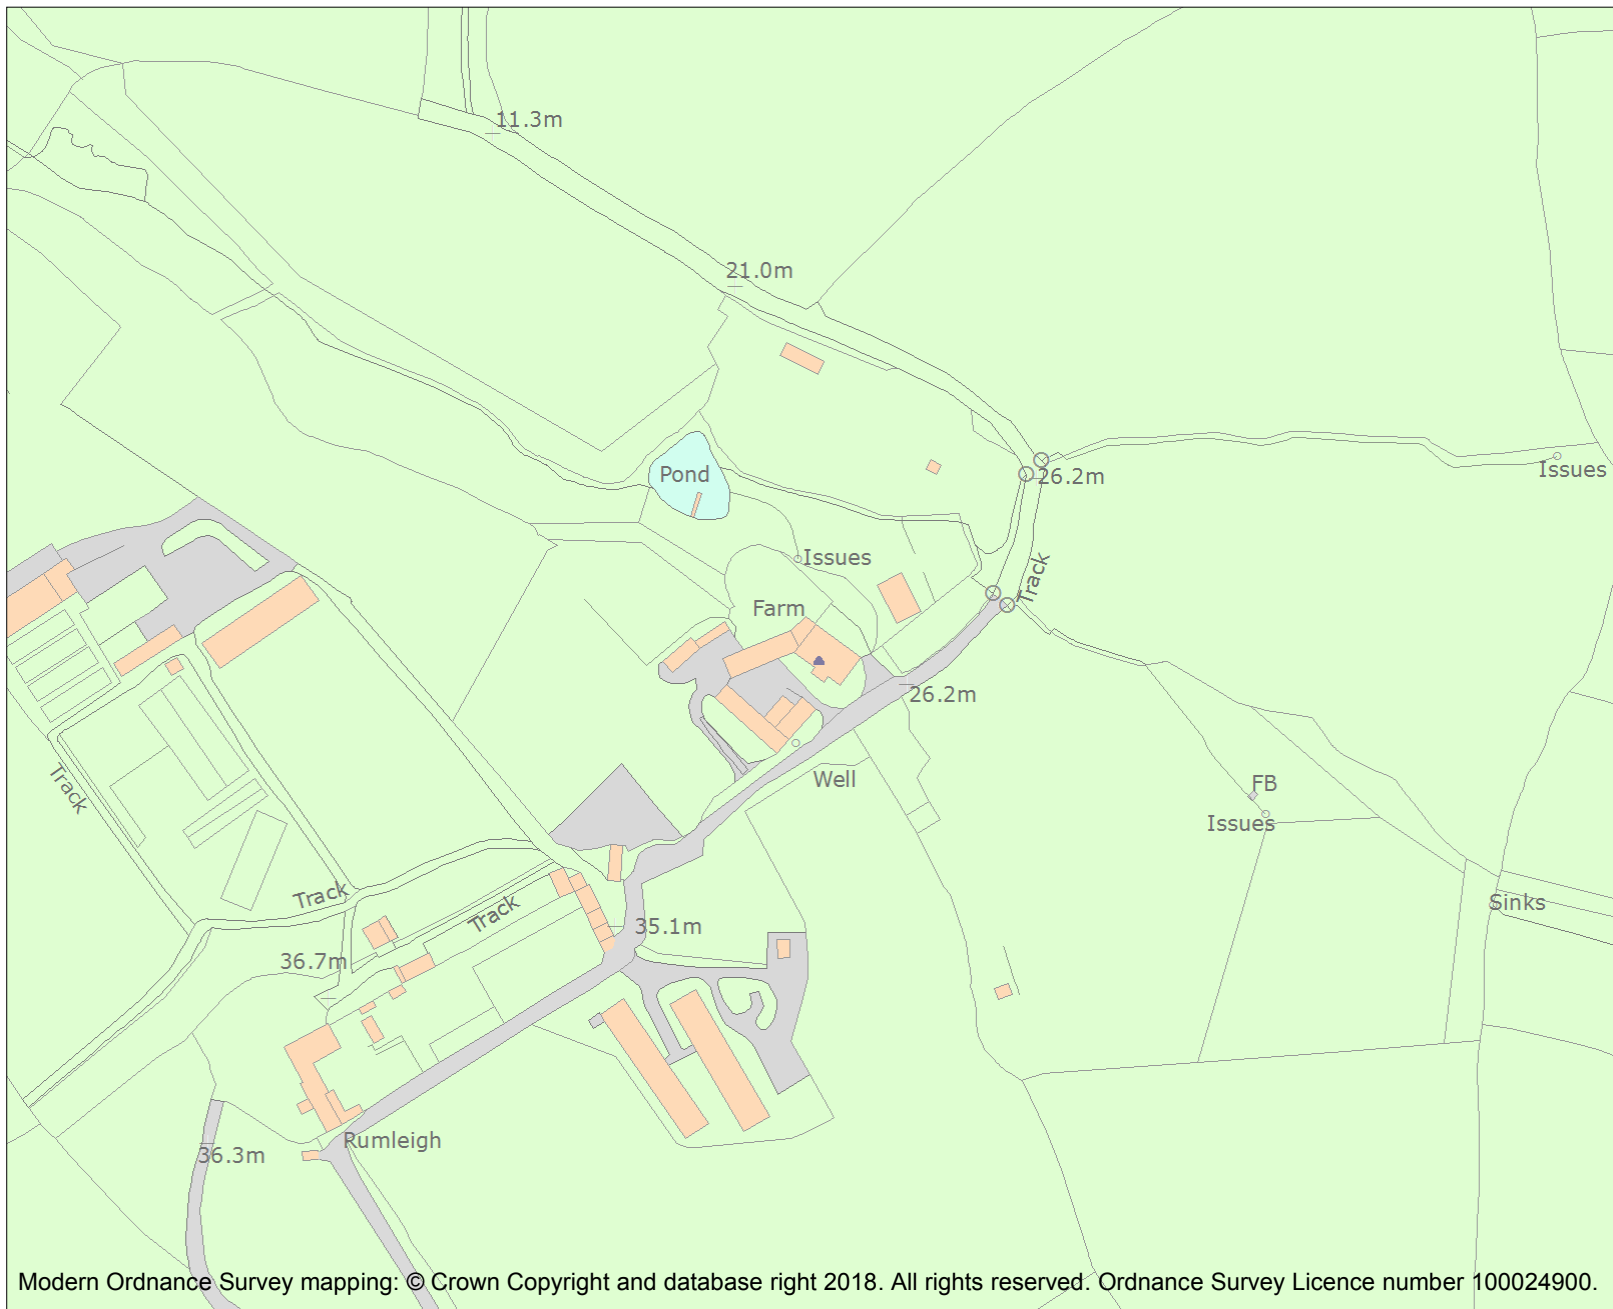 11.3m
21.0m
Issues
Pond
26.2m
Issues
Track
Farm
26.2m
Track
Well
FB
Issues
Track
Track
Sinks
35.1m
36.7m
Rumleigh
36.3m
Modern Ordnance Survey mapping: © Crown Copyright and database right 2018. All rights reserved. Ordnance Survey Licence number 100024900.